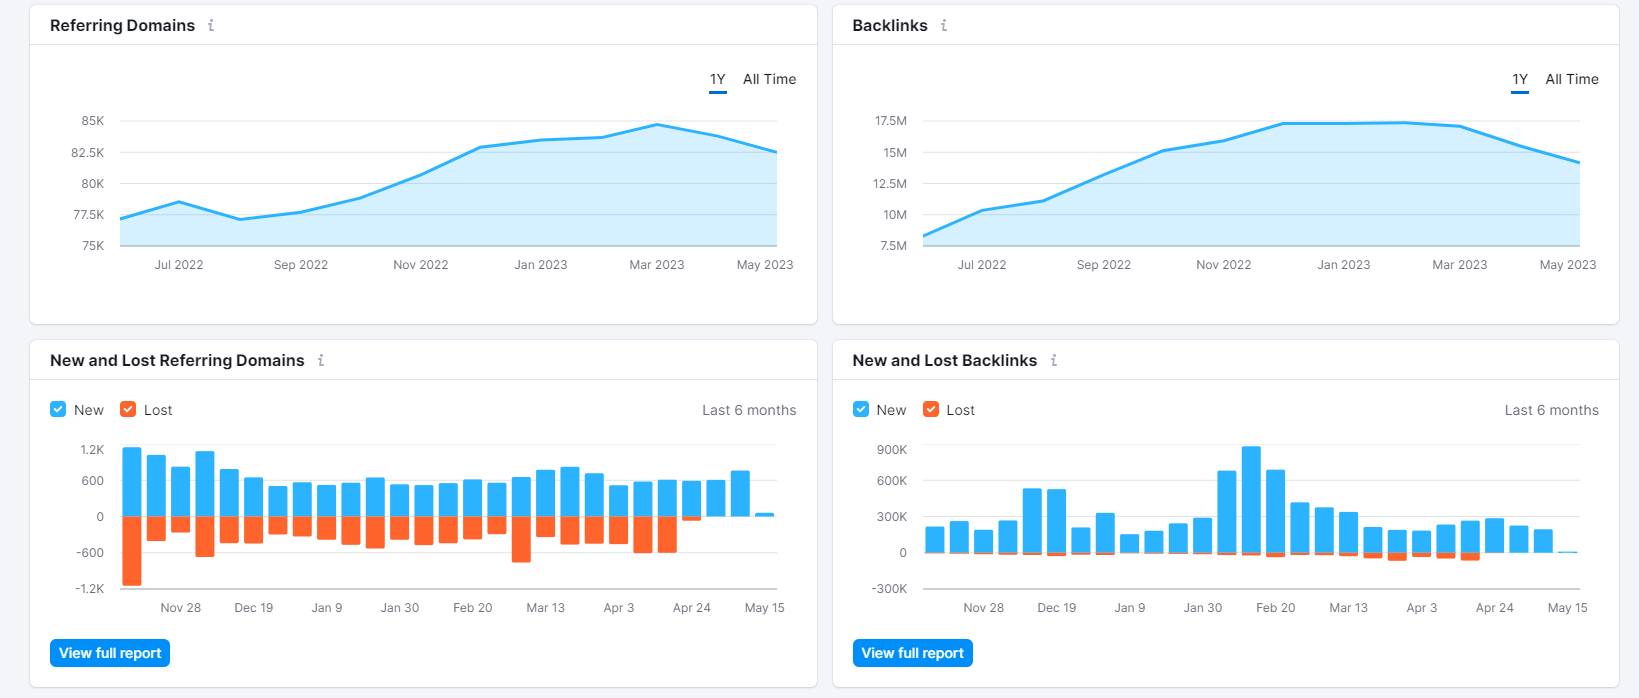 Referring Domains i
1Y All Time
85K
82.5K
80K
77.5K
75K
Jul 2022 Sep 2022 Nov 2022 Jan 2023 Mar 2023 May 2023
Backlinks i
1Y All Time
17.5M
15M
12.5M
10M
7.5M
Jul 2022 Sep 2022 Nov 2022 Jan 2023 Mar 2023 May 2023
New and Lost Referring Domains i
New Lost Last 6 months
1.2K
600
0
-600
-1.2K
Nov 28 Dec 19 Jan 9 Jan 30 Feb 20 Mar 13 Apr 3 Apr 24 May 15
View full report
New and Lost Backlinks i
New Lost Last 6 months
900K
600K
300K
0
-300K
Nov 28 Dec 19 Jan 9 Jan 30 Feb 20 Mar 13 Apr 3 Apr 24 May 15
View full report